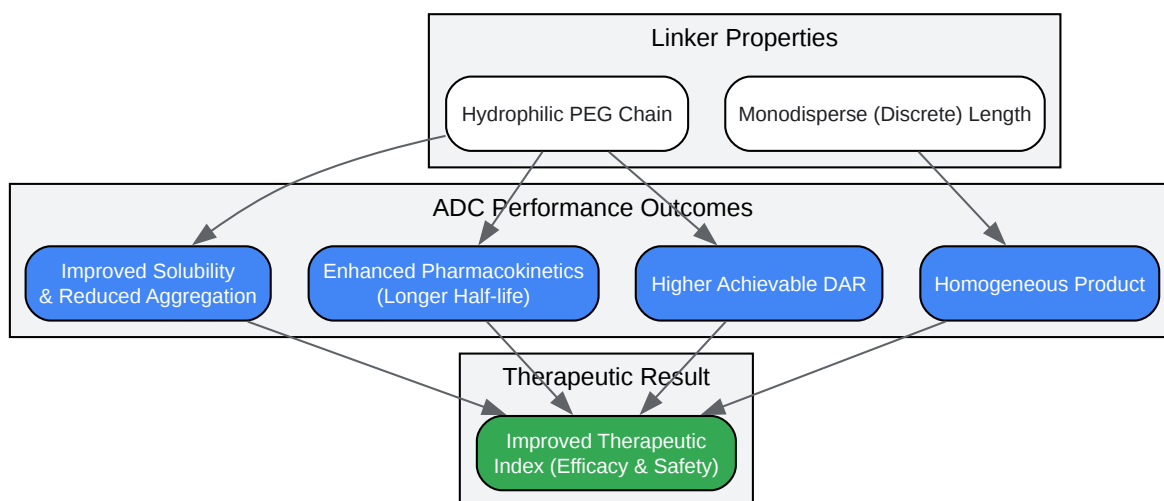 Linker Properties
Hydrophilic PEG Chain
Monodisperse (Discrete) Length
ADC Performance Outcomes
Improved Solubility
& Reduced Aggregation
Enhanced Pharmacokinetics
(Longer Half-life)
Higher Achievable DAR
Homogeneous Product
Therapeutic Result
Improved Therapeutic
Index (Efficacy & Safety)